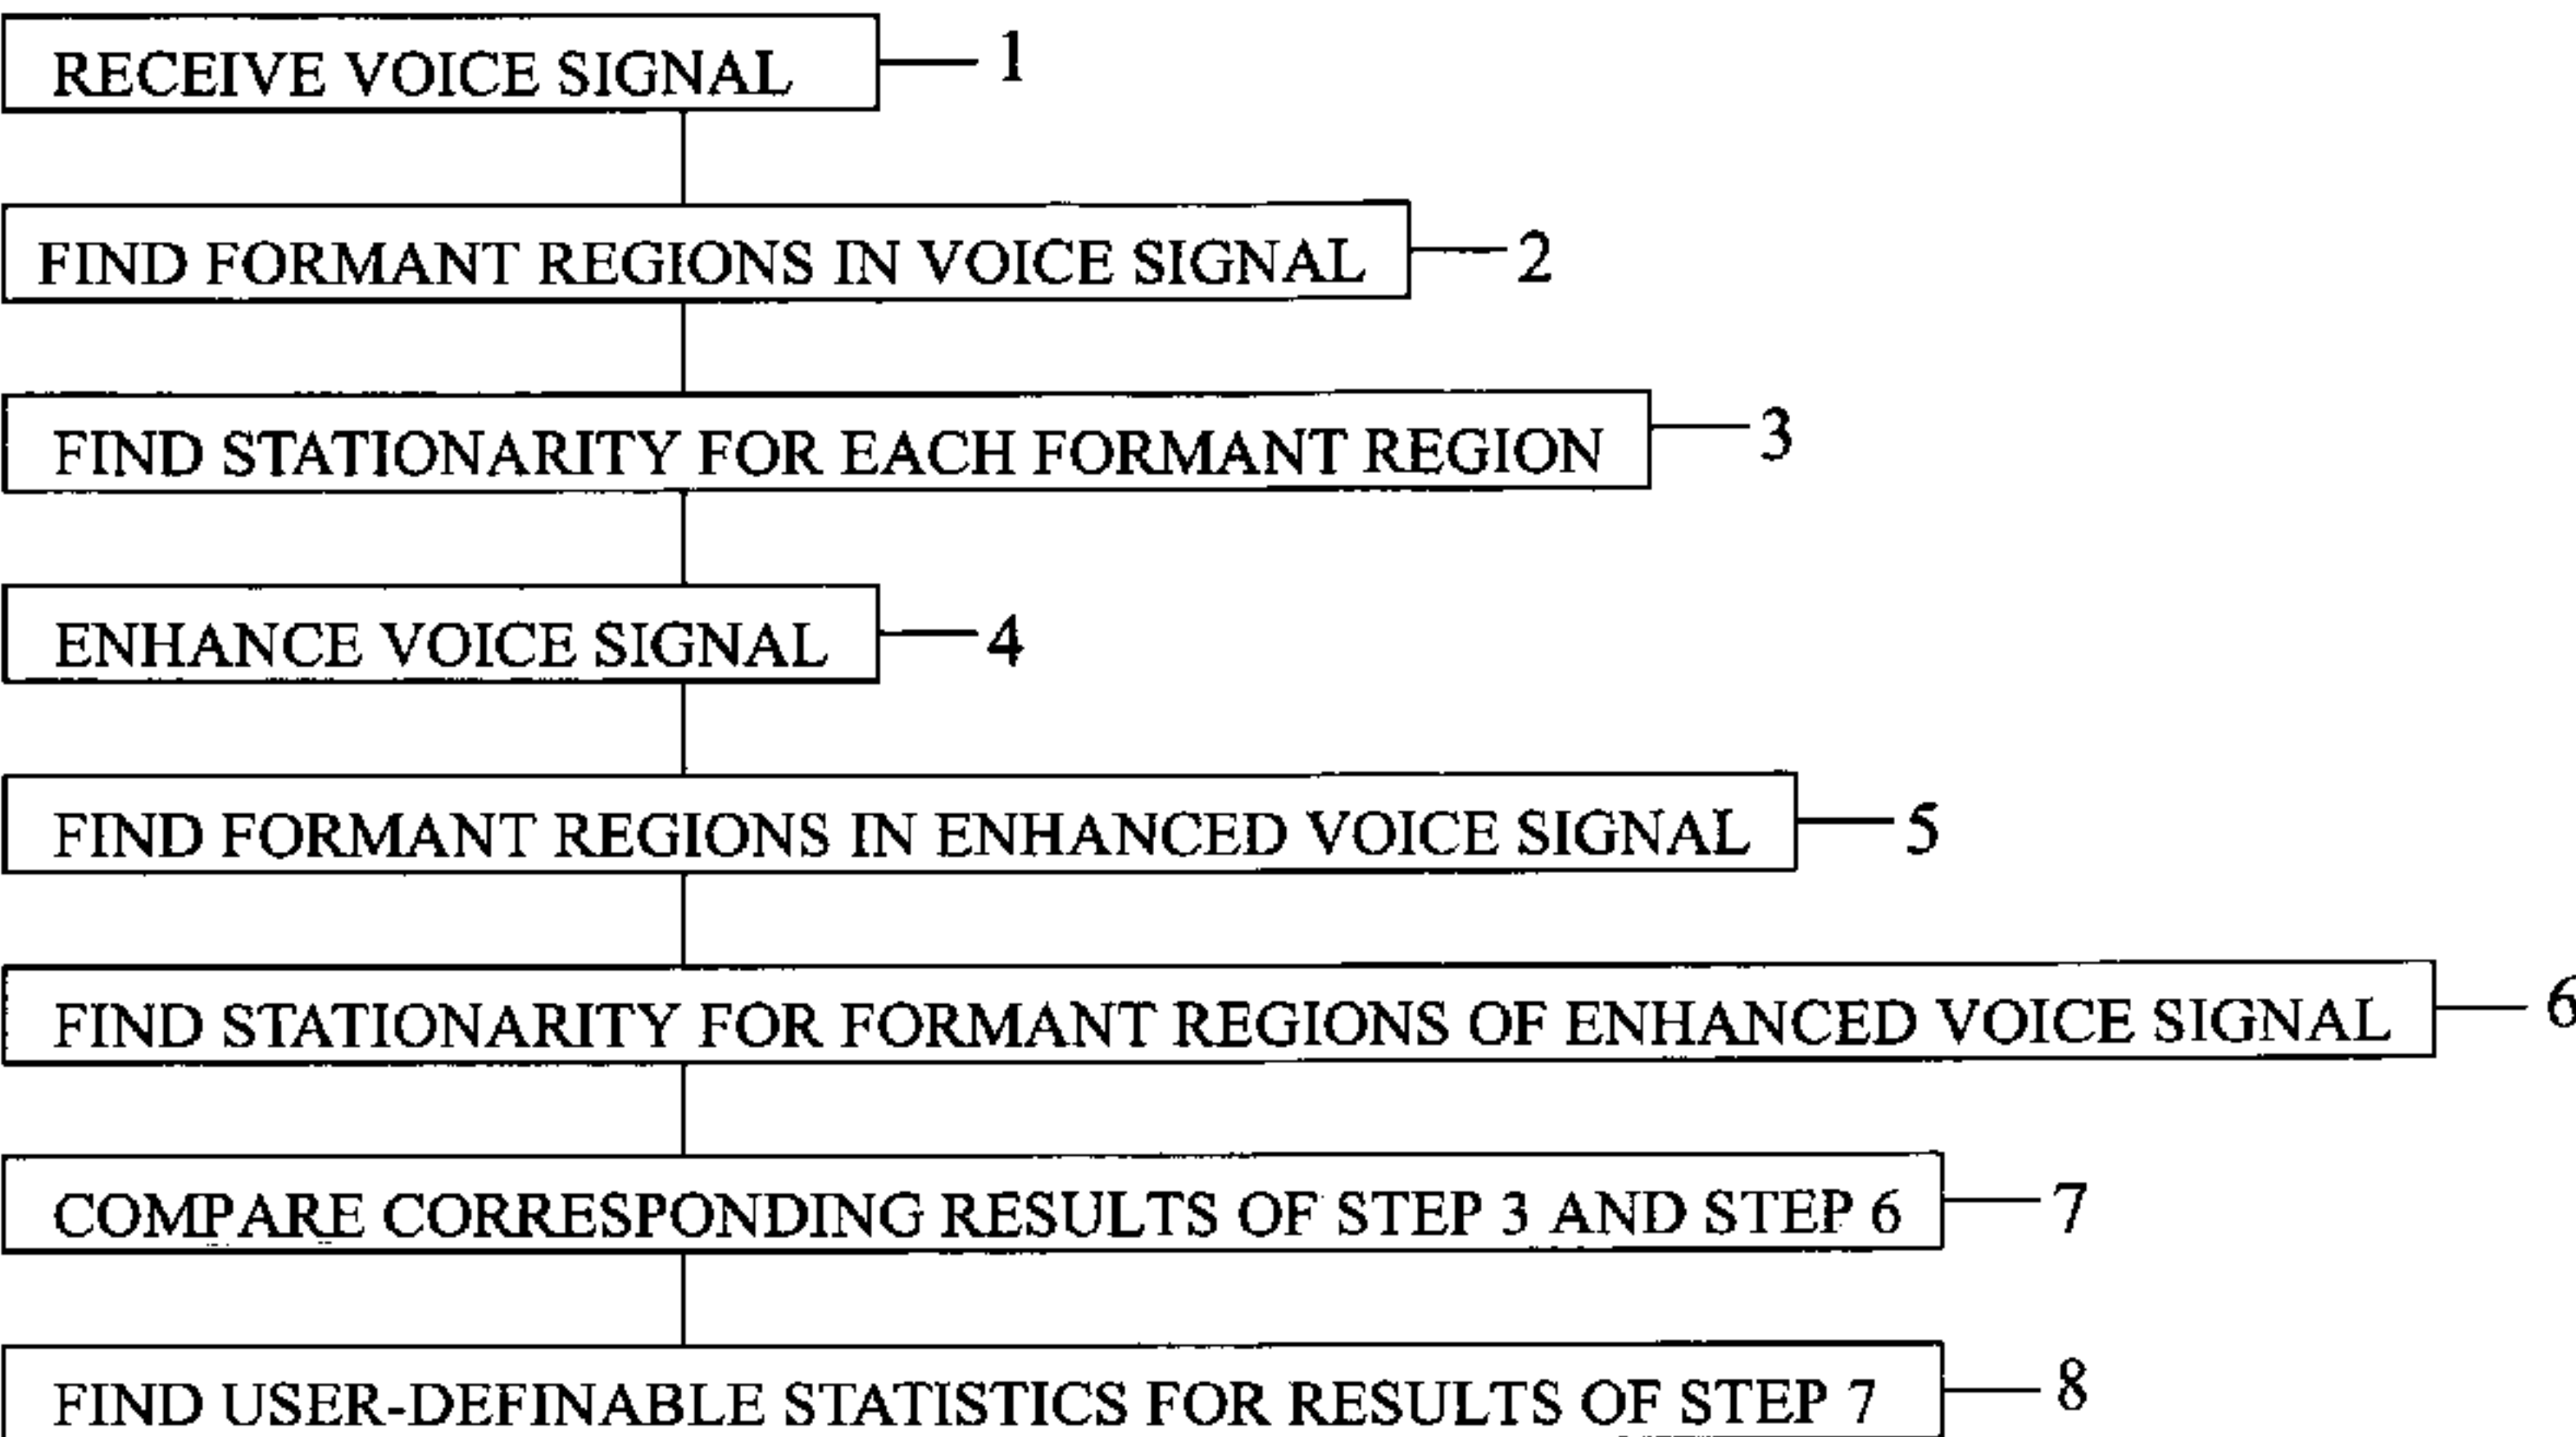 RECEIVE VOICE SIGNAL 1
FIND FORMANT REGIONS IN VOICE SIGNAL 2
FIND STATIONARITY FOR EACH FORMANT REGION 3
ENHANCE VOICE SIGNAL 4
FIND FORMANT REGIONS IN ENHANCED VOICE SIGNAL 5
FIND STATIONARITY FOR FORMANT REGIONS OF ENHANCED VOICE SIGNAL 6
COMPARE CORRESPONDING RESULTS OF STEP 3 AND STEP 6 7
FIND USER-DEFINABLE STATISTICS FOR RESULTS OF STEP 7 8